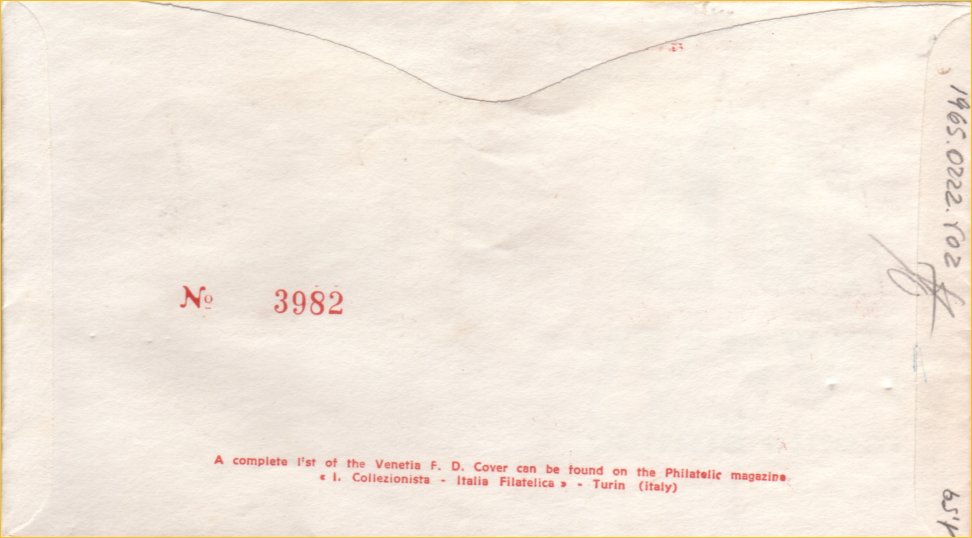 1965.0222.Y02
Nº 3982
A complete list of the Venetia F. D. Cover can be found on the Philatelic magazine
« I. Collezionista - Italia Filatelica » - Turin (Italy)